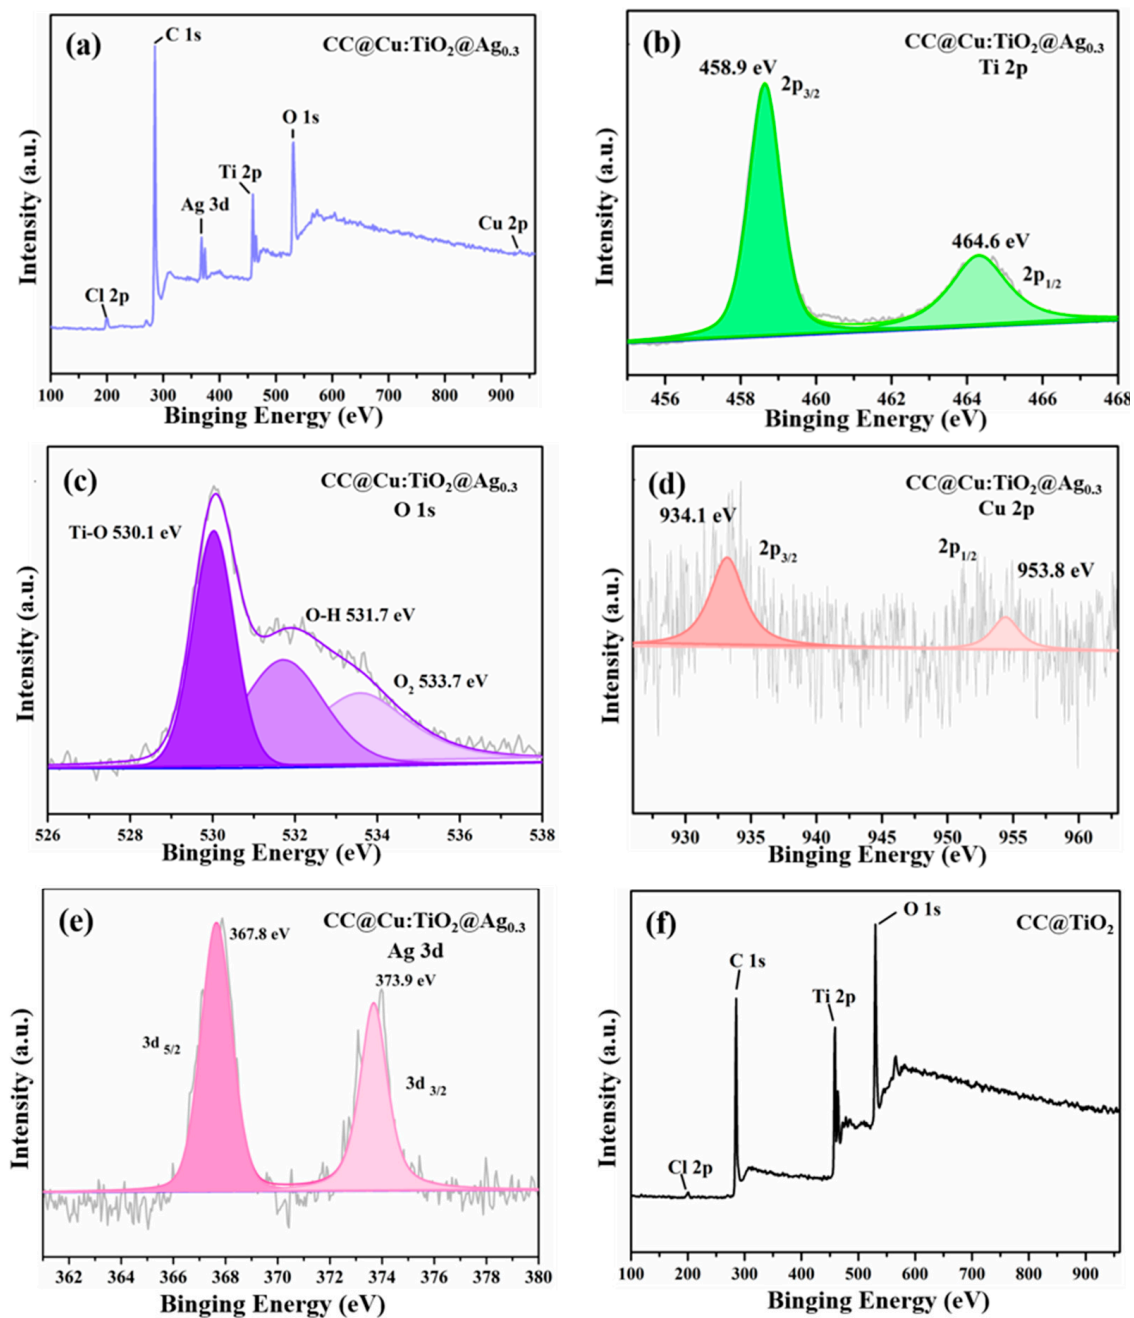 (a)
C 1s
CC@Cu:TiO₂@Ag₀.₃
O 1s
Ti 2p
Ag 3d
Cu 2p
Cl 2p
Intensity (a.u.)
100 200 300 400 500 600 700 800 900
Binging Energy (eV)
(b)
CC@Cu:TiO₂@Ag₀.₃
Ti 2p
458.9 eV
2p₃/₂
464.6 eV
2p₁/₂
Intensity (a.u.)
456 458 460 462 464 466 468
Binging Energy (eV)
(c)
CC@Cu:TiO₂@Ag₀.₃
O 1s
Ti-O 530.1 eV
O-H 531.7 eV
O₂ 533.7 eV
Intensity (a.u.)
526 528 530 532 534 536 538
Binging Energy (eV)
(d)
CC@Cu:TiO₂@Ag₀.₃
Cu 2p
934.1 eV
2p₃/₂
2p₁/₂
953.8 eV
Intensity (a.u.)
930 935 940 945 950 955 960
Binging Energy (eV)
(e)
CC@Cu:TiO₂@Ag₀.₃
Ag 3d
367.8 eV
373.9 eV
3d ₅/₂
3d ₃/₂
Intensity (a.u.)
362 364 366 368 370 372 374 376 378 380
Binging Energy (eV)
(f)
O 1s
CC@TiO₂
C 1s
Ti 2p
Cl 2p
Intensity (a.u.)
100 200 300 400 500 600 700 800 900
Binging Energy (eV)